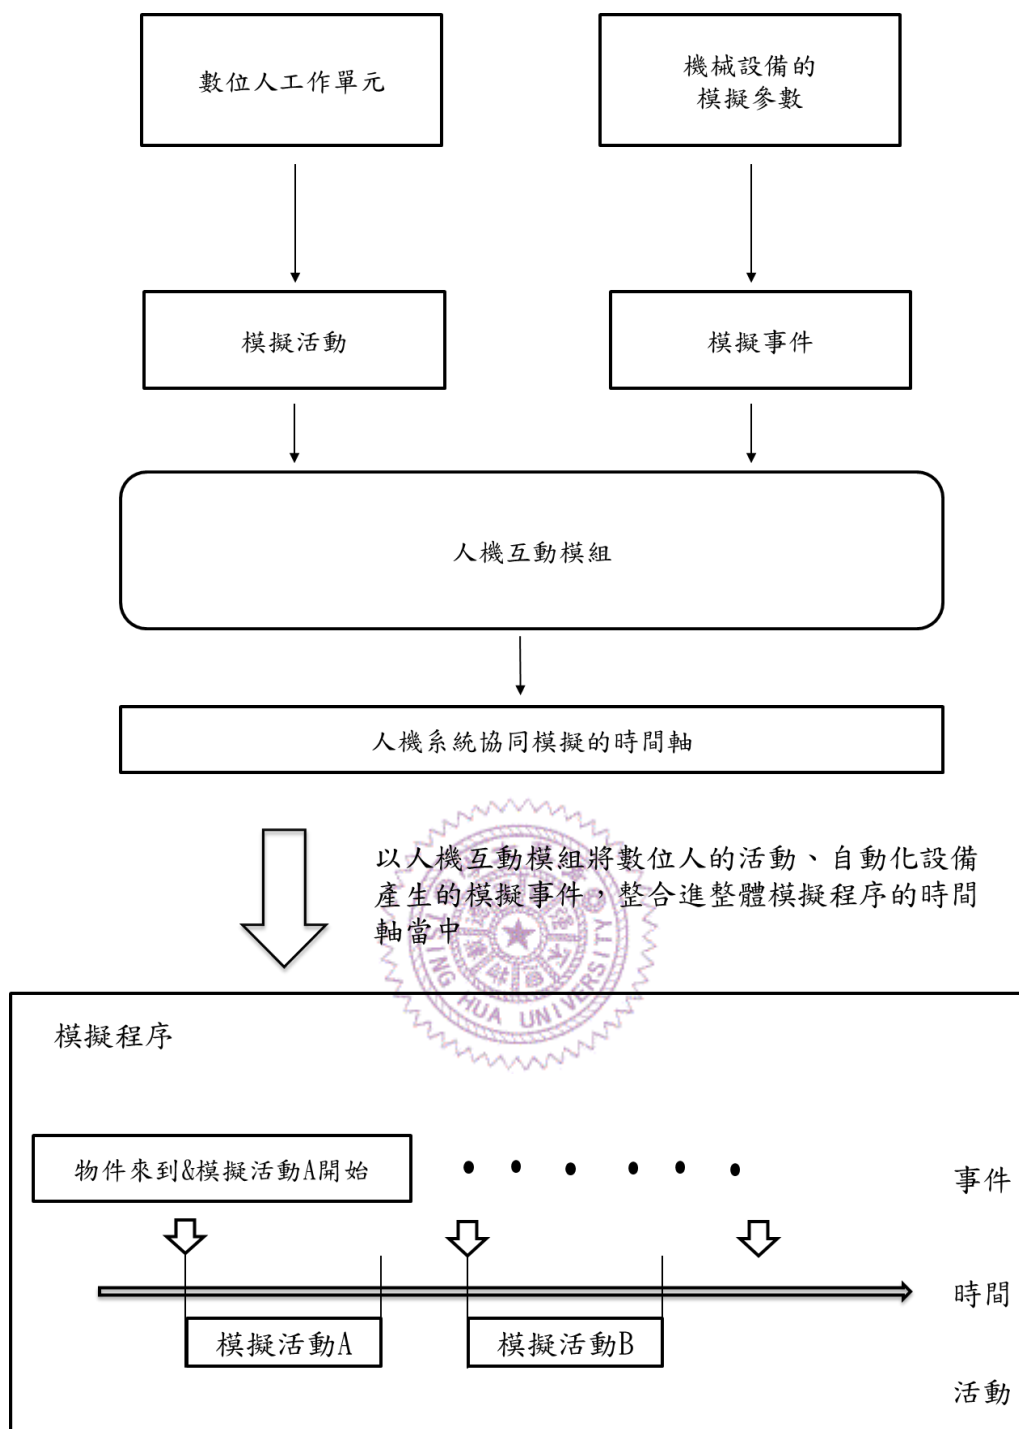 數位人工作單元
機械設備的
模擬參數
模擬活動
模擬事件
人機互動模組
人機系統協同模擬的時間軸
以人機互動模組將數位人的活動、自動化設備
產生的模擬事件，整合進整體模擬程序的時間
軸當中
TSING HUA UNIVERSITY
模擬程序
物件來到&模擬活動A開始
事件
時間
模擬活動A
模擬活動B
活動